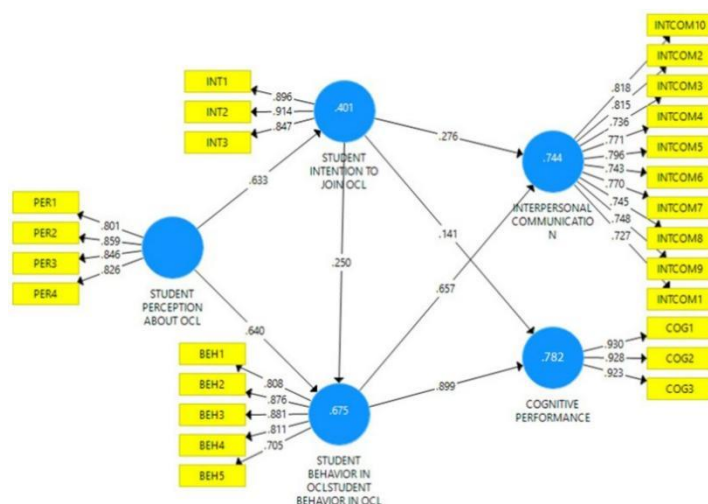 INTCOM10
INTCOM2
INTCOM3
INTCOM4
INTCOM5
INTCOM6
INTCOM7
INTCOM8
INTCOM9
INTCOM1
.818
.815
.736
.771
.796
.743
.770
.745
.748
.727
INT1
INT2
INT3
.896
.914
.847
.401
STUDENT
INTENTION TO
JOIN OCL
.276
.744
INTERPERSONAL
COMMUNICATIO
N
.633
.141
.250
.657
PER1
PER2
PER3
PER4
.801
.859
.846
.826
STUDENT
PERCEPTION
ABOUT OCL
.640
BEH1
BEH2
BEH3
BEH4
BEH5
.808
.876
.881
.811
.705
.675
STUDENT
BEHAVIOR IN
OCLSTUDENT
BEHAVIOR IN OCL
.899
.782
COGNITIVE
PERFORMANCE
.930
.928
.923
COG1
COG2
COG3